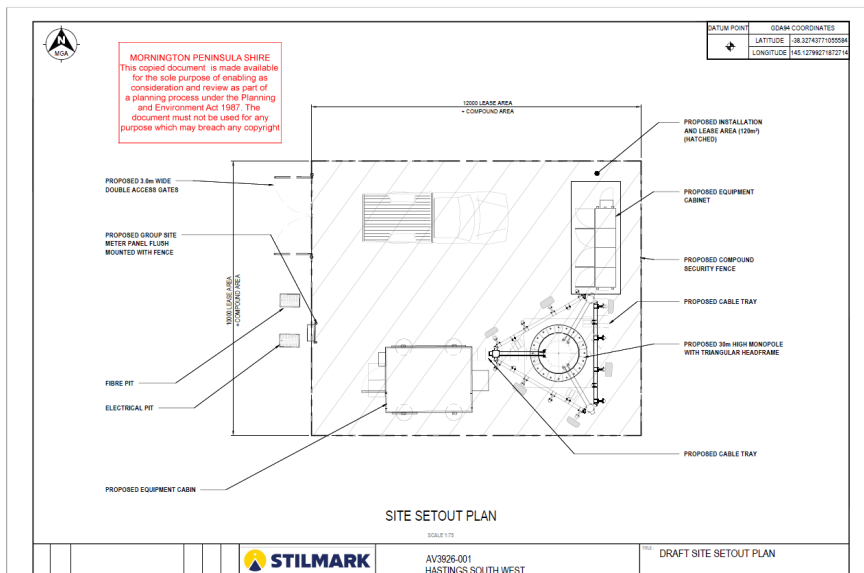 MGA
MORNINGTON PENINSULA SHIRE
This copied document is made available
for the sole purpose of enabling as
consideration and review as part of
a planning process under the Planning
and Environment Act 1987. The
document must not be used for any
purpose which may breach any copyright
DATUM POINT
GDA94 COORDINATES
LATITUDE -38.32743771055584
LONGITUDE 145.12799271872714
12000 LEASE AREA
+ COMPOUND AREA
PROPOSED INSTALLATION
AND LEASE AREA (120m²)
(HATCHED)
PROPOSED 3.0m WIDE
DOUBLE ACCESS GATES
PROPOSED EQUIPMENT
CABINET
PROPOSED GROUP SITE
METER PANEL FLUSH
MOUNTED WITH FENCE
PROPOSED COMPOUND
SECURITY FENCE
10000 LEASE AREA
+COMPOUND AREA
PROPOSED CABLE TRAY
PROPOSED 30m HIGH MONOPOLE
WITH TRIANGULAR HEADFRAME
FIBRE PIT
ELECTRICAL PIT
PROPOSED CABLE TRAY
PROPOSED EQUIPMENT CABIN
SITE SETOUT PLAN
SCALE 1:75
STILMARK
AV3926-001
HASTINGS SOUTH WEST
TITLE:
DRAFT SITE SETOUT PLAN